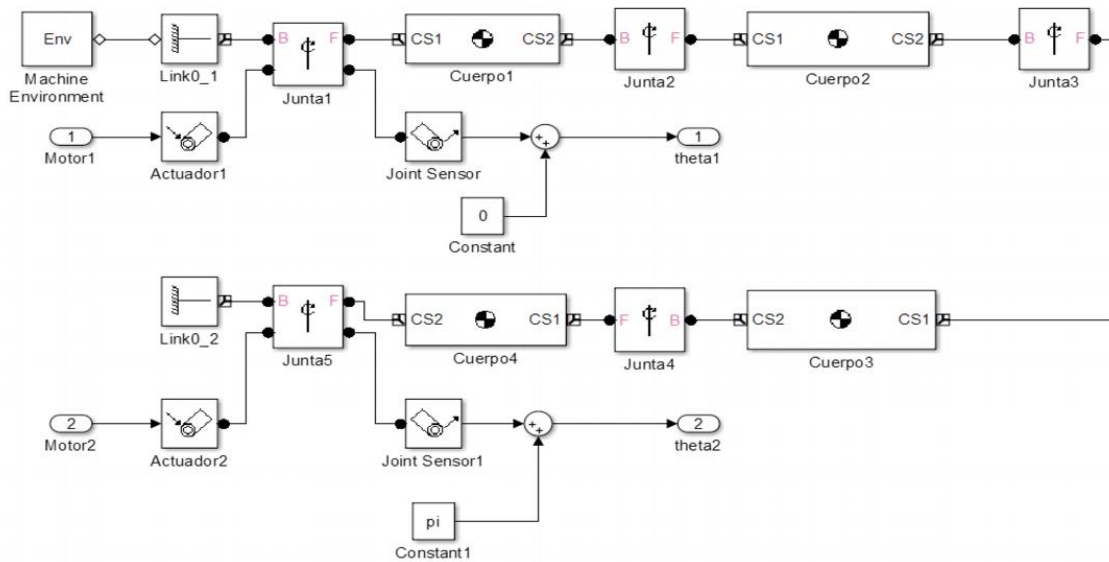 Env
B
F
CS1
CS2
B
F
CS1
CS2
B
F
Machine
Environment
Link0_1
Junta1
Cuerpo1
Junta2
Cuerpo2
Junta3
1
Motor1
Actuador1
Joint Sensor
++
1
theta1
0
Constant
B
F
CS2
CS1
F
B
CS2
CS1
Link0_2
Junta5
Cuerpo4
Junta4
Cuerpo3
2
Motor2
Actuador2
Joint Sensor1
++
2
theta2
pi
Constant1